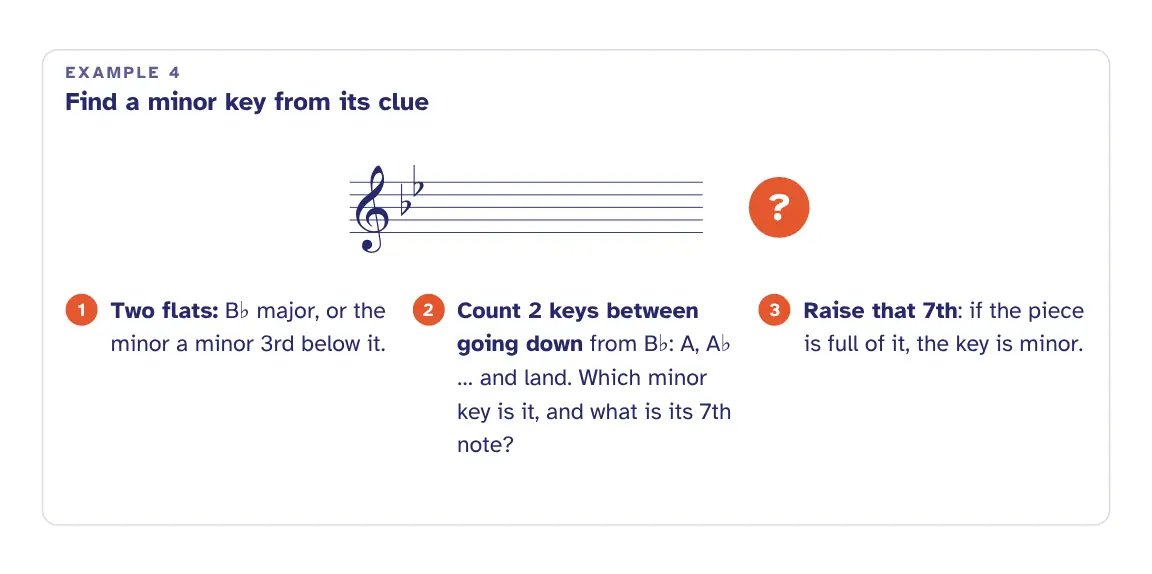 EXAMPLE 4
Find a minor key from its clue
?
1
Two flats: B♭ major, or the
minor a minor 3rd below it.
2
Count 2 keys between
going down from B♭: A, A♭
... and land. Which minor
key is it, and what is its 7th
note?
3
Raise that 7th: if the piece
is full of it, the key is minor.